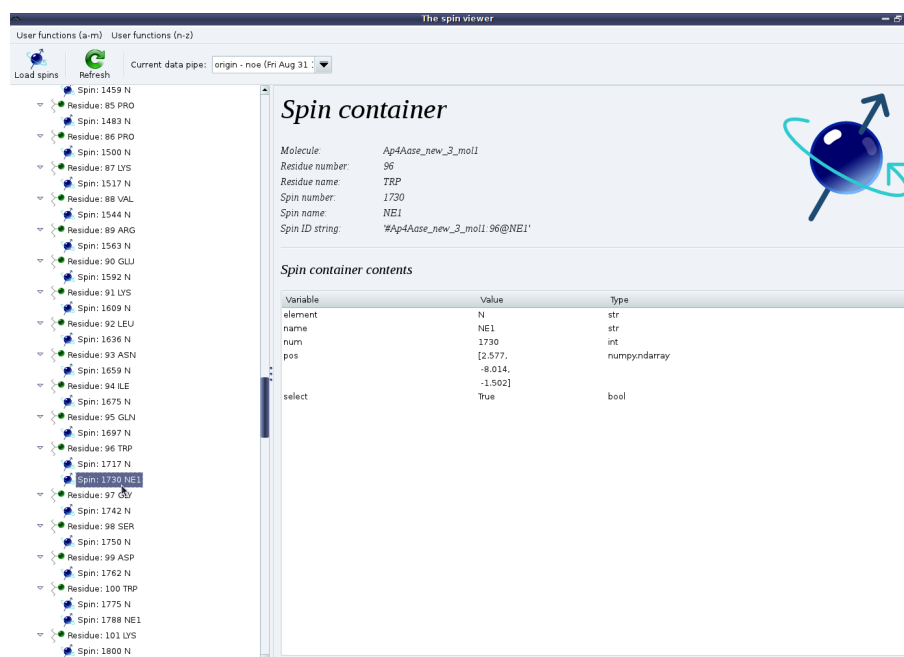 The spin viewer
User functions (a-m) User functions (n-z)
Load spins
Refresh
Current data pipe: origin - noe (Fri Aug 31 1
Spin: 1459 N
Residue: 85 PRO
Spin: 1483 N
Residue: 86 PRO
Spin: 1500 N
Residue: 87 LYS
Spin: 1517 N
Residue: 88 VAL
Spin: 1544 N
Residue: 89 ARG
Spin: 1563 N
Residue: 90 GLU
Spin: 1592 N
Residue: 91 LYS
Spin: 1609 N
Residue: 92 LEU
Spin: 1636 N
Residue: 93 ASN
Spin: 1659 N
Residue: 94 ILE
Spin: 1675 N
Residue: 95 GLN
Spin: 1697 N
Residue: 96 TRP
Spin: 1717 N
Spin: 1730 NE1
Residue: 97 GLY
Spin: 1742 N
Residue: 98 SER
Spin: 1750 N
Residue: 99 ASP
Spin: 1762 N
Residue: 100 TRP
Spin: 1775 N
Spin: 1788 NE1
Residue: 101 LYS
Spin: 1800 N
Spin container
Molecule: Ap4Aase_new_3_mol1
Residue number: 96
Residue name: TRP
Spin number: 1730
Spin name: NE1
Spin ID string: '#Ap4Aase_new_3_mol1:96@NE1'
Spin container contents
Variable Value Type
element N str
name NE1 str
num 1730 int
pos [2.577, numpy.ndarray
-8.014,
-1.502]
select True bool